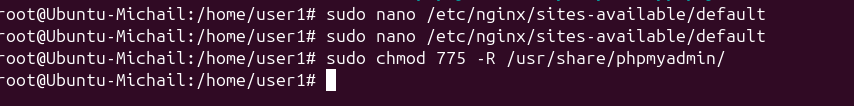 root@Ubuntu-Michail:/home/user1# sudo nano /etc/nginx/sites-available/default
root@Ubuntu-Michail:/home/user1# sudo nano /etc/nginx/sites-available/default
root@Ubuntu-Michail:/home/user1# sudo chmod 775 -R /usr/share/phpmyadmin/
root@Ubuntu-Michail:/home/user1#